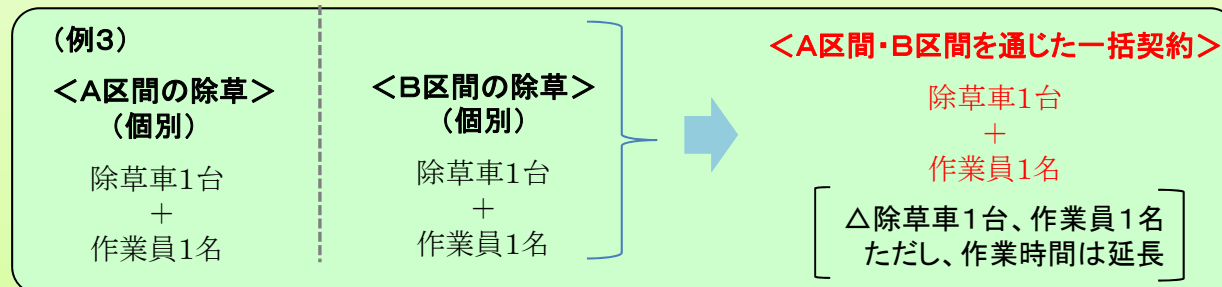 (例3)
＜A区間の除草＞
(個別)
除草車1台
＋
作業員1名
＜B区間の除草＞
(個別)
除草車1台
＋
作業員1名
＜A区間・B区間を通じた一括契約＞
除草車1台
＋
作業員1名
△除草車1台、作業員1名
ただし、作業時間は延長